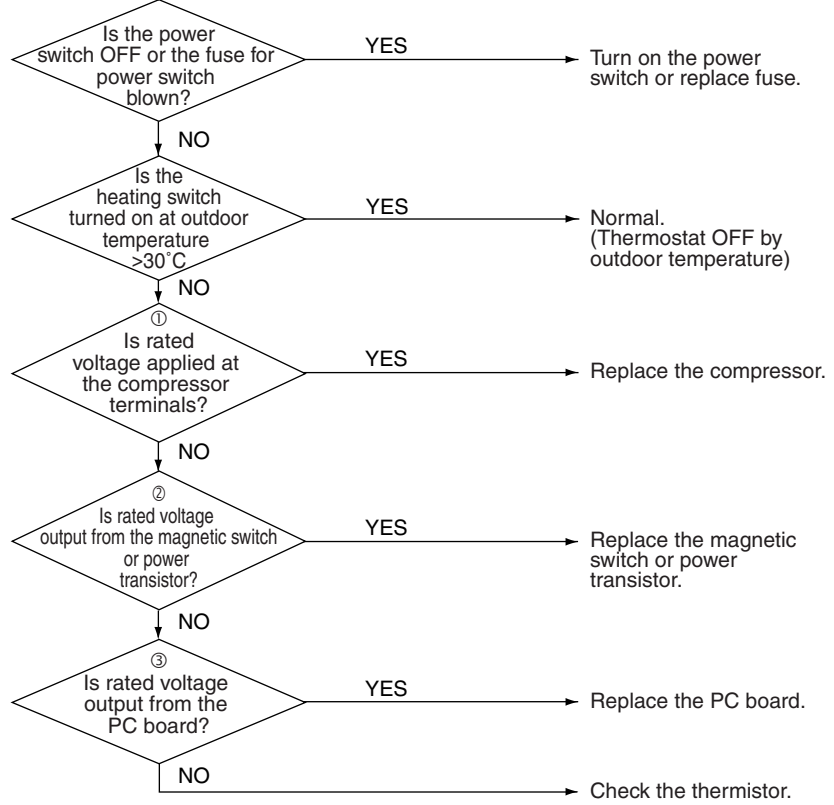 Is the power
switch OFF or the fuse for
power switch
blown?
YES
Turn on the power
switch or replace fuse.
NO
Is the
heating switch
turned on at outdoor
temperature
>30˚C
YES
Normal.
(Thermostat OFF by
outdoor temperature)
NO
①
Is rated
voltage applied at
the compressor
terminals?
YES
Replace the compressor.
NO
②
Is rated voltage
output from the magnetic switch
or power
transistor?
YES
Replace the magnetic
switch or power
transistor.
NO
③
Is rated voltage
output from the
PC board?
YES
Replace the PC board.
NO
Check the thermistor.